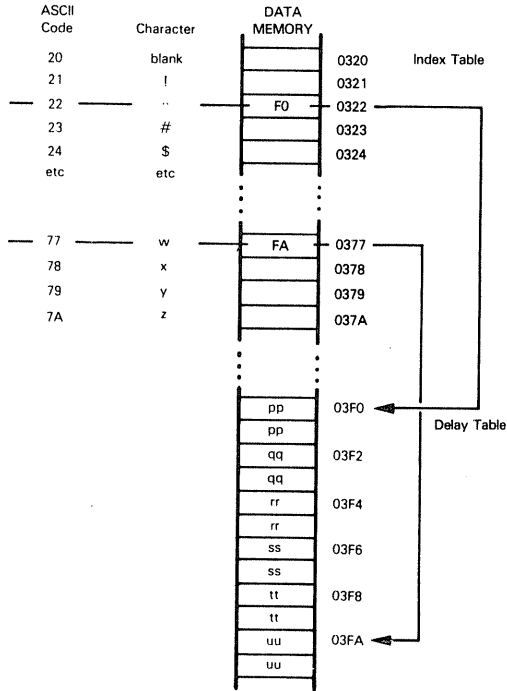 ASCII Code Character DATA MEMORY
20 blank 0320 Index Table
21 ! 0321
22 " F0 0322
23 # 0323
24 $ 0324
etc etc
77 w FA 0377
78 x 0378
79 y 0379
7A z 037A
pp 03F0
pp Delay Table
qq 03F2
qq
rr 03F4
rr
ss 03F6
ss
tt 03F8
tt
uu 03FA
uu